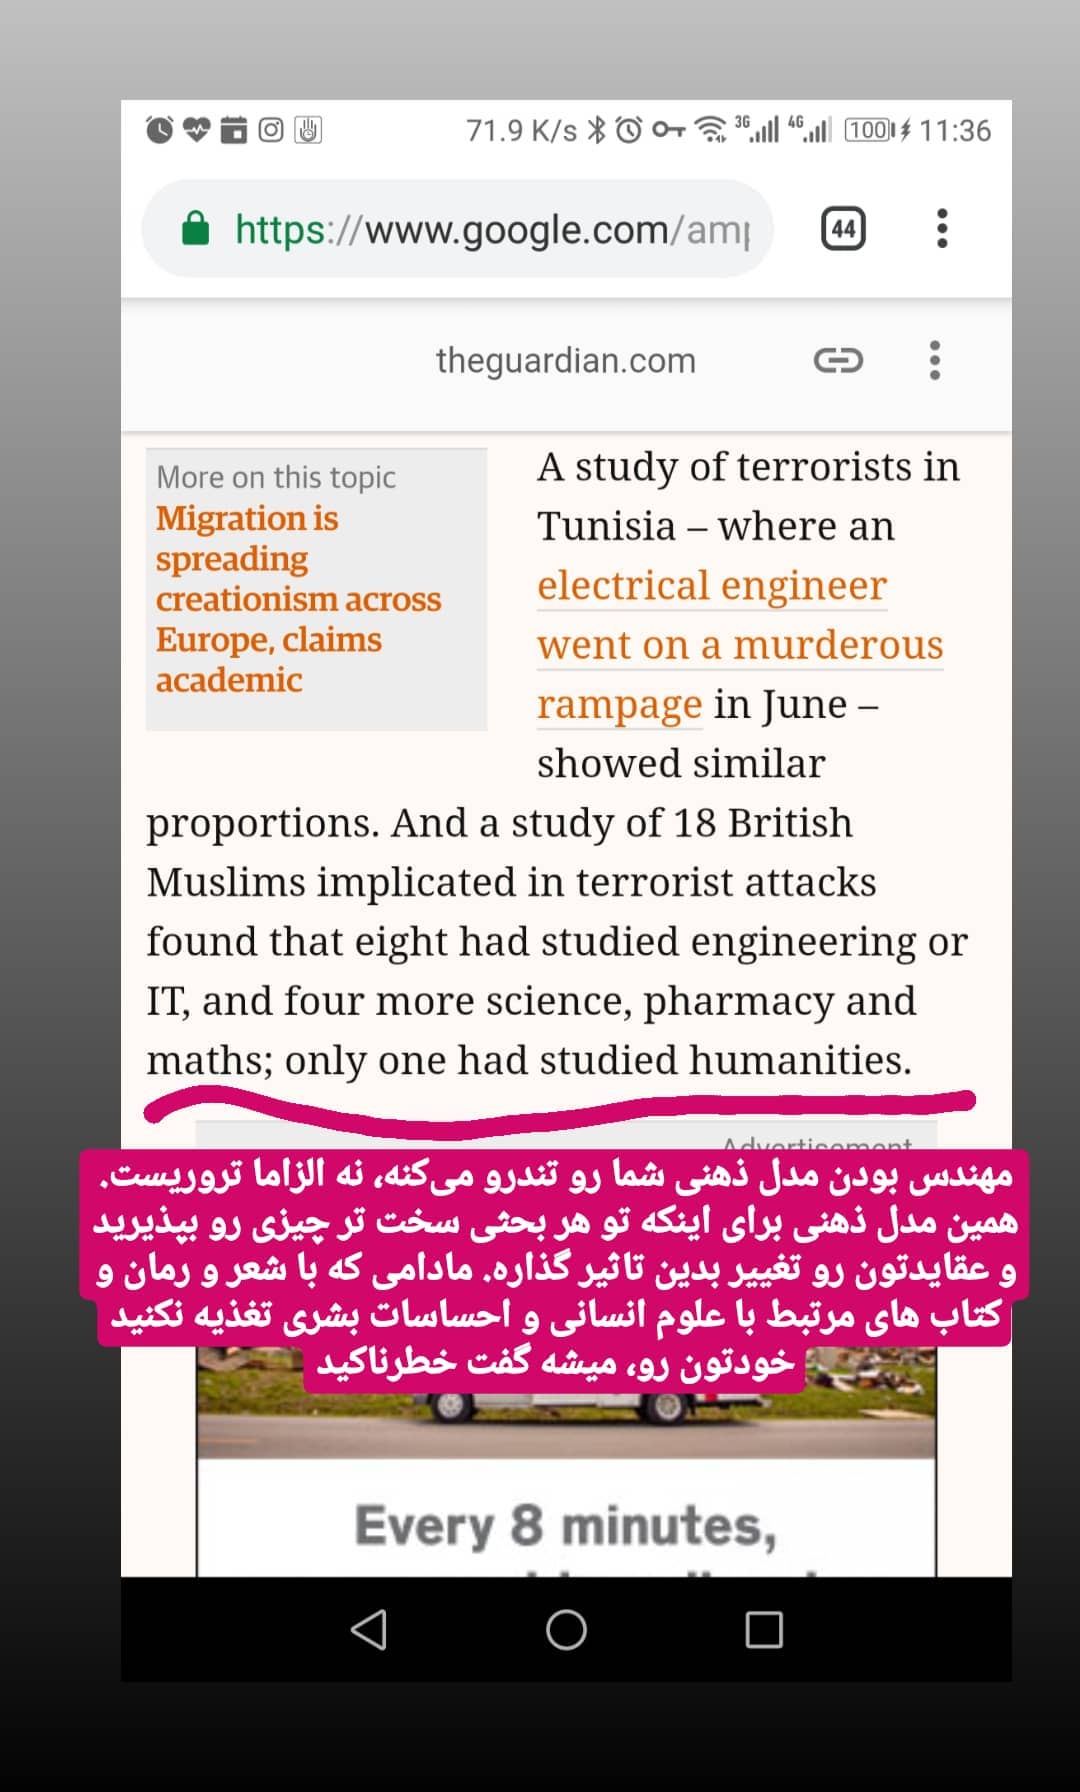 71.9 K/s 3G 4G 100 11:36
https://www.google.com/amp
44
theguardian.com
More on this topic
Migration is
spreading
creationism across
Europe, claims
academic
A study of terrorists in
Tunisia – where an
electrical engineer
went on a murderous
rampage in June –
showed similar
proportions. And a study of 18 British
Muslims implicated in terrorist attacks
found that eight had studied engineering or
IT, and four more science, pharmacy and
maths; only one had studied humanities.
Advertisement
مهندس بودن مدل ذهنی شما رو تندرو می‌کنه، نه الزاما تروریست.
همین مدل ذهنی برای اینکه تو هر بحثی سخت تر چیزی رو بپذیرید
و عقایدتون رو تغییر بدین تاثیر گذاره. مادامی که با شعر و رمان و
کتاب های مرتبط با علوم انسانی و احساسات بشری تغذیه نکنید
خودتون رو، میشه گفت خطرناکید
Every 8 minutes,